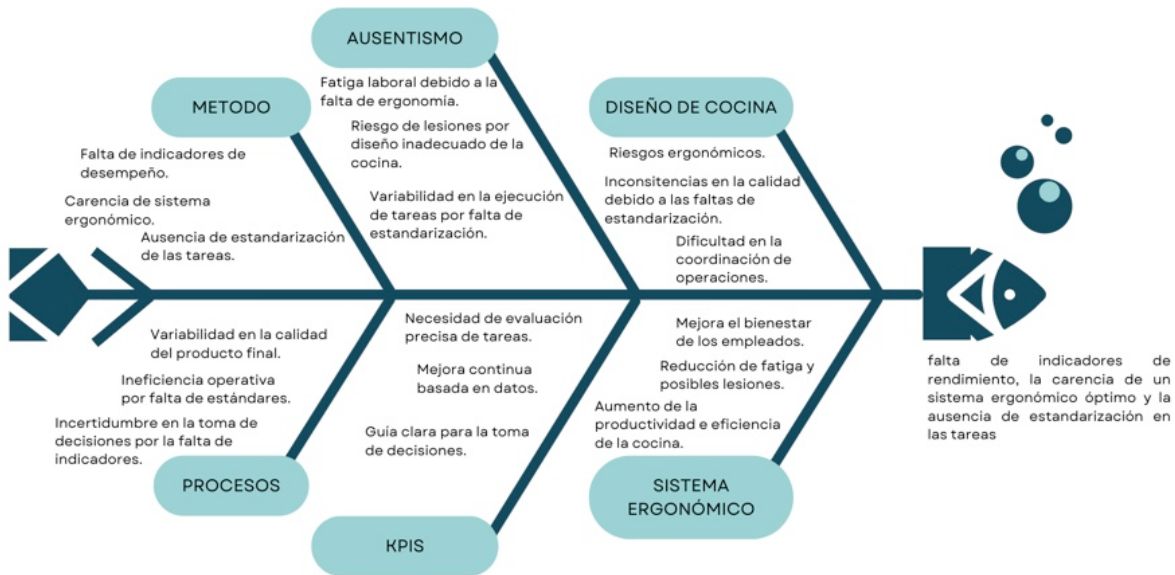 AUSENTISMO
Fatiga laboral debido a la
falta de ergonomía.
Riesgo de lesiones por
diseño inadecuado de la
cocina.
Variabilidad en la ejecución
de tareas por falta de
estandarización.
METODO
Falta de indicadores de
desempeño.
Carencia de sistema
ergonómico.
Ausencia de estandarización
de las tareas.
DISEÑO DE COCINA
Riesgos ergonómicos.
Inconsitencias en la calidad
debido a las faltas de
estandarización.
Dificultad en la
coordinación de
operaciones.
Variabilidad en la calidad
del producto final.
Ineficiencia operativa
por falta de estándares.
Incertidumbre en la toma de
decisiones por la falta de
indicadores.
PROCESOS
Necesidad de evaluación
precisa de tareas.
Mejora continua
basada en datos.
Guía clara para la toma
de decisiones.
KPIS
Mejora el bienestar
de los empleados.
Reducción de fatiga y
posibles lesiones.
Aumento de la
productividad e eficiencia
de la cocina.
SISTEMA
ERGONÓMICO
falta de indicadores de
rendimiento, la carencia de un
sistema ergonómico óptimo y la
ausencia de estandarización en
las tareas